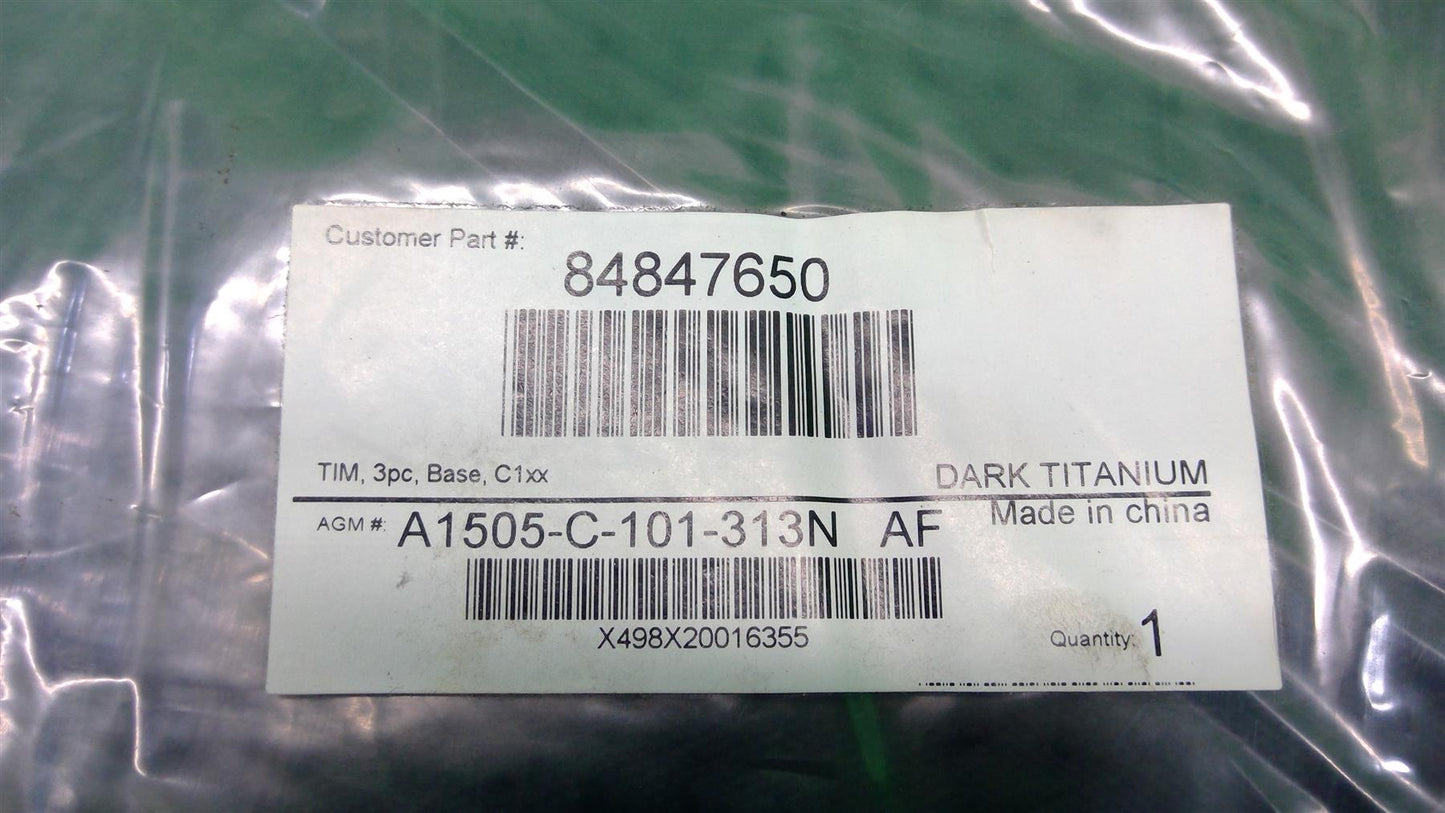 Customer Part #:
84847650
TIM, 3pc, Base, C1xx
DARK TITANIUM
AGM #: A1505-C-101-313N AF
Made in china
X498X20016355
Quantity: 1